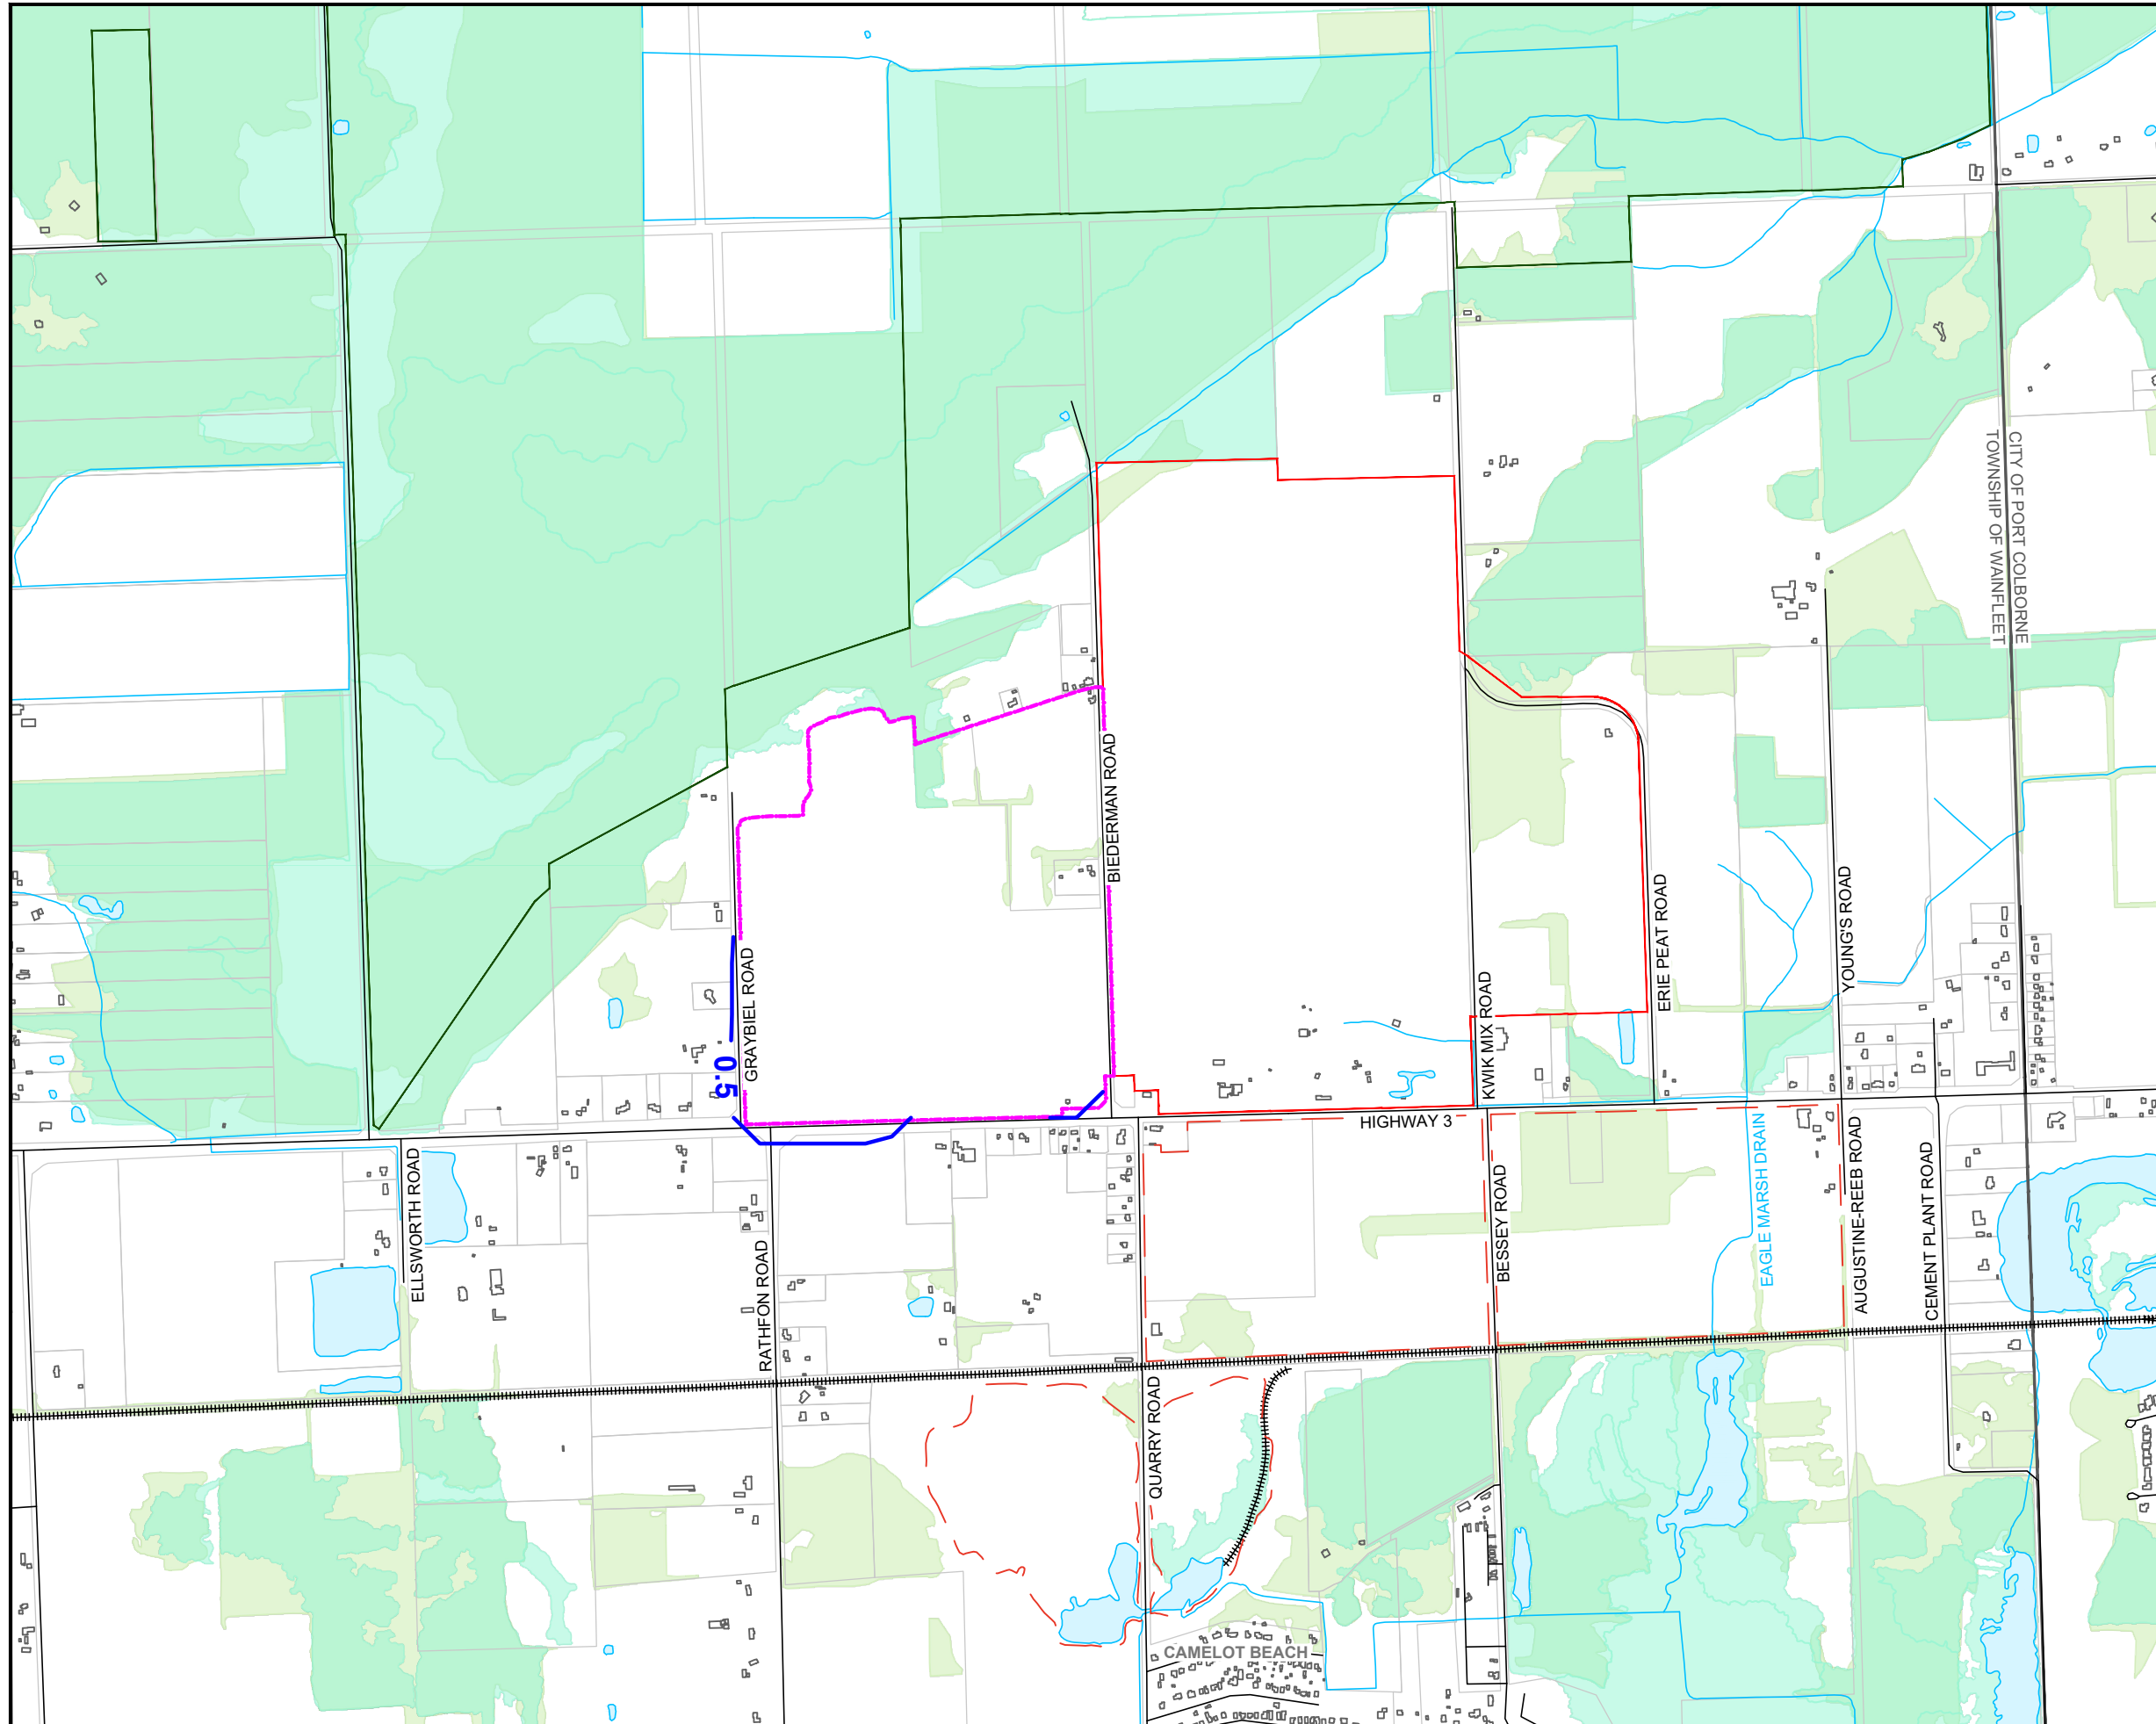 CITY OF PORT COLBORNE
TOWNSHIP OF WAINFLEET
BIEDERMAN ROAD
GRAYBIEL ROAD
0.5
KWIK MIX ROAD
ERIE PEAT ROAD
YOUNG'S ROAD
HIGHWAY 3
ELLSWORTH ROAD
RATHFON ROAD
QUARRY ROAD
BESSEY ROAD
EAGLE MARSH DRAIN
AUGUSTINE-REEB ROAD
CEMENT PLANT ROAD
CAMELOT BEACH